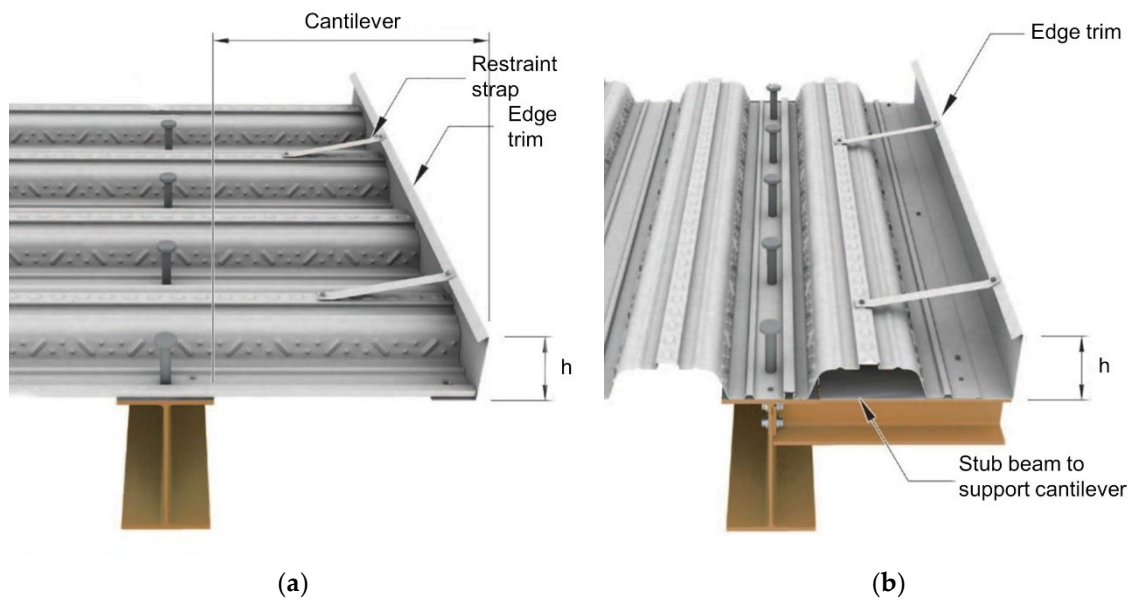 Cantilever
Restraint
strap
Edge
trim
h
(a)
Edge trim
h
Stub beam to
support cantilever
(b)